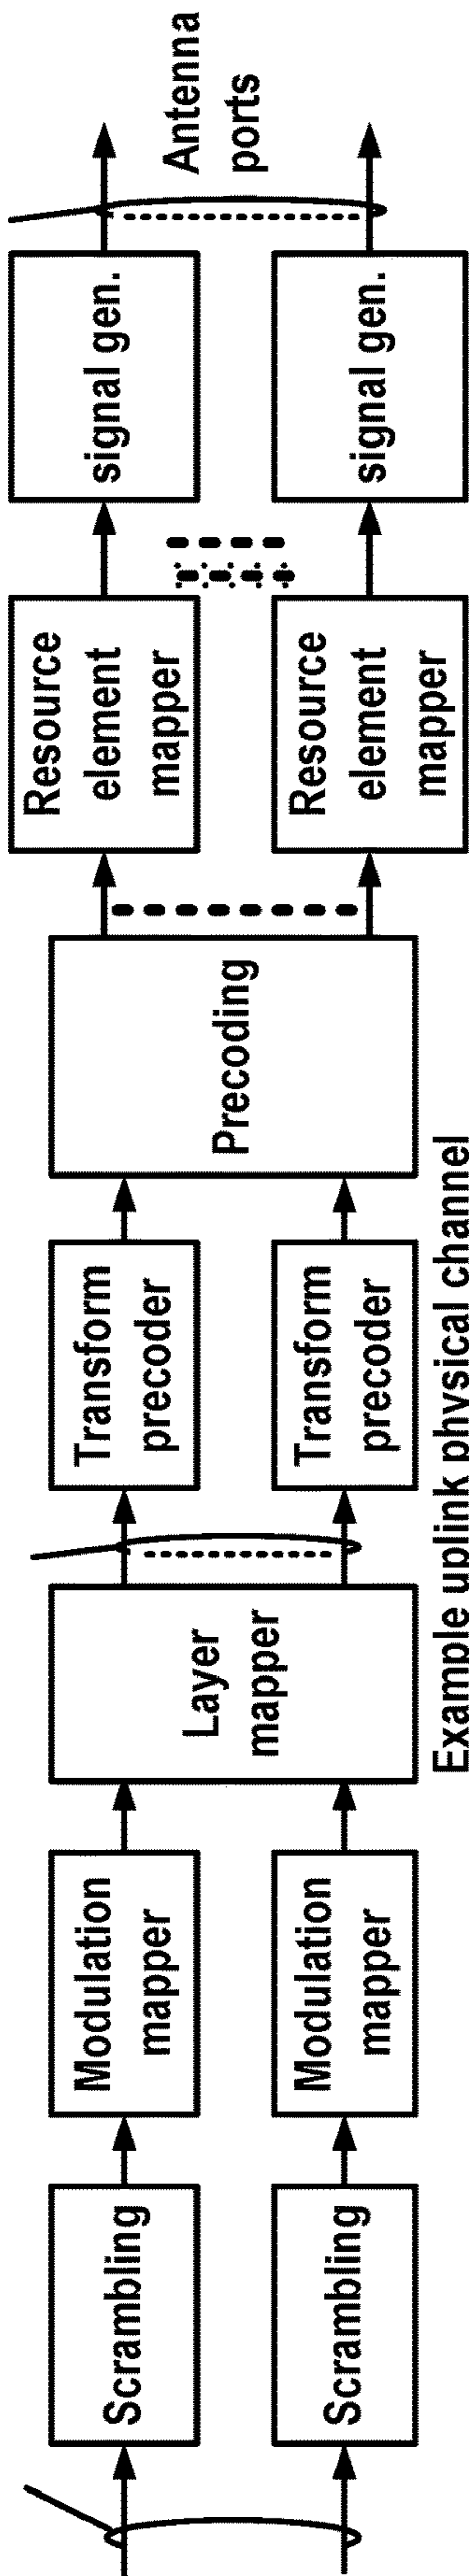 Scrambling
Scrambling
Modulation
mapper
Modulation
mapper
Layer
mapper
Transform
precoder
Transform
precoder
Precoding
Resource
element
mapper
Resource
element
mapper
signal gen.
signal gen.
Antenna
ports
Example uplink physical channel